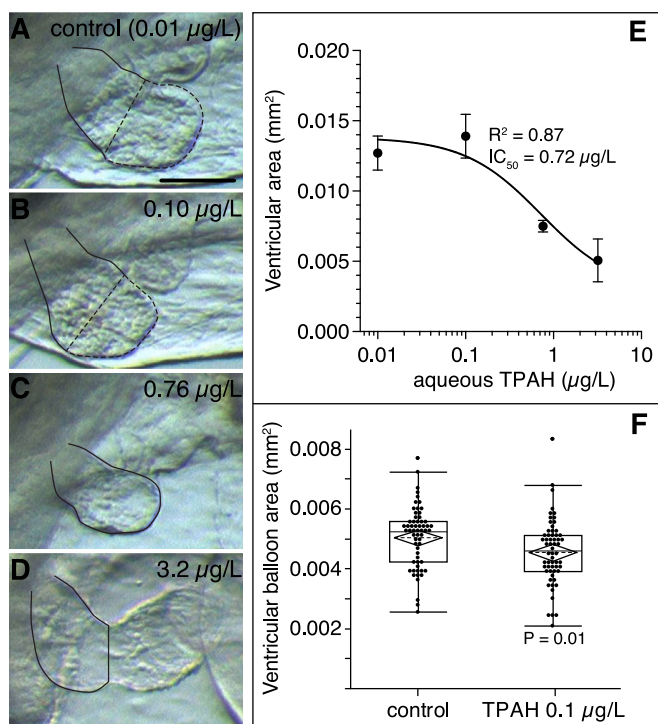 A control (0.01 µg/L)
B 0.10 µg/L
C 0.76 µg/L
D 3.2 µg/L
E
Ventricular area (mm²)
0.020
0.015
0.010
0.005
0.000
R² = 0.87
IC₅₀ = 0.72 µg/L
0.01 0.1 1 10
aqueous TPAH (µg/L)
F
Ventricular balloon area (mm²)
0.008
0.006
0.004
0.002
P = 0.01
control TPAH 0.1 µg/L